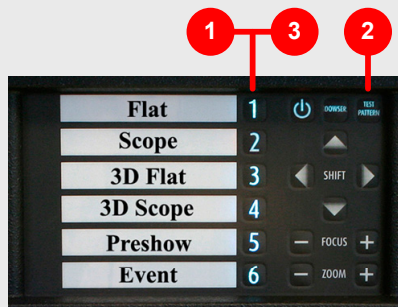 1 3 2
Flat 1 DOWSER TEST PATTERN
Scope 2
3D Flat 3 SHIFT
3D Scope 4
Preshow 5 FOCUS
Event 6 ZOOM